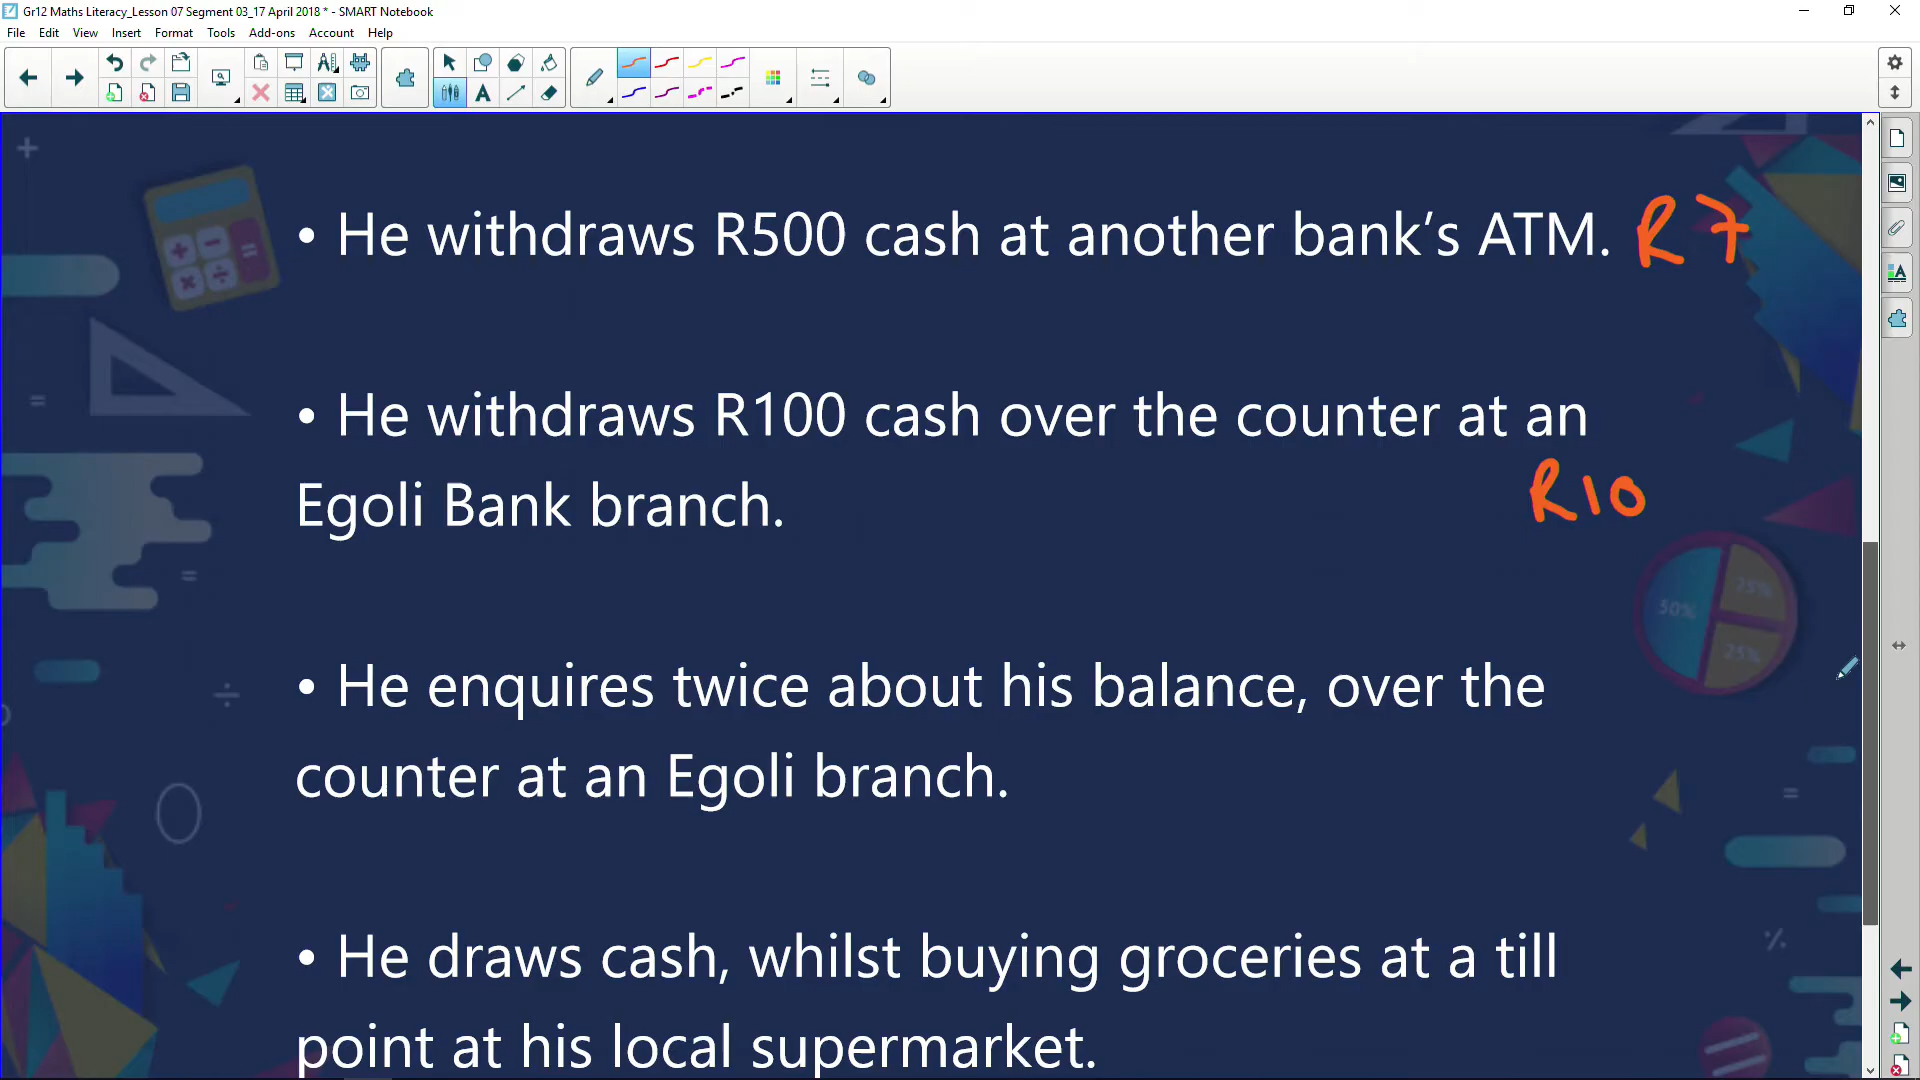 Gr12 Maths Literacy_Lesson 07 Segment 03_17 April 2018 * - SMART Notebook
File Edit View Insert Format Tools Add-ons Account Help
• He withdraws R500 cash at another bank’s ATM. R7
• He withdraws R100 cash over the counter at an
Egoli Bank branch. R10
• He enquires twice about his balance, over the
counter at an Egoli branch.
50% 25%
25%
• He draws cash, whilst buying groceries at a till
point at his local supermarket.